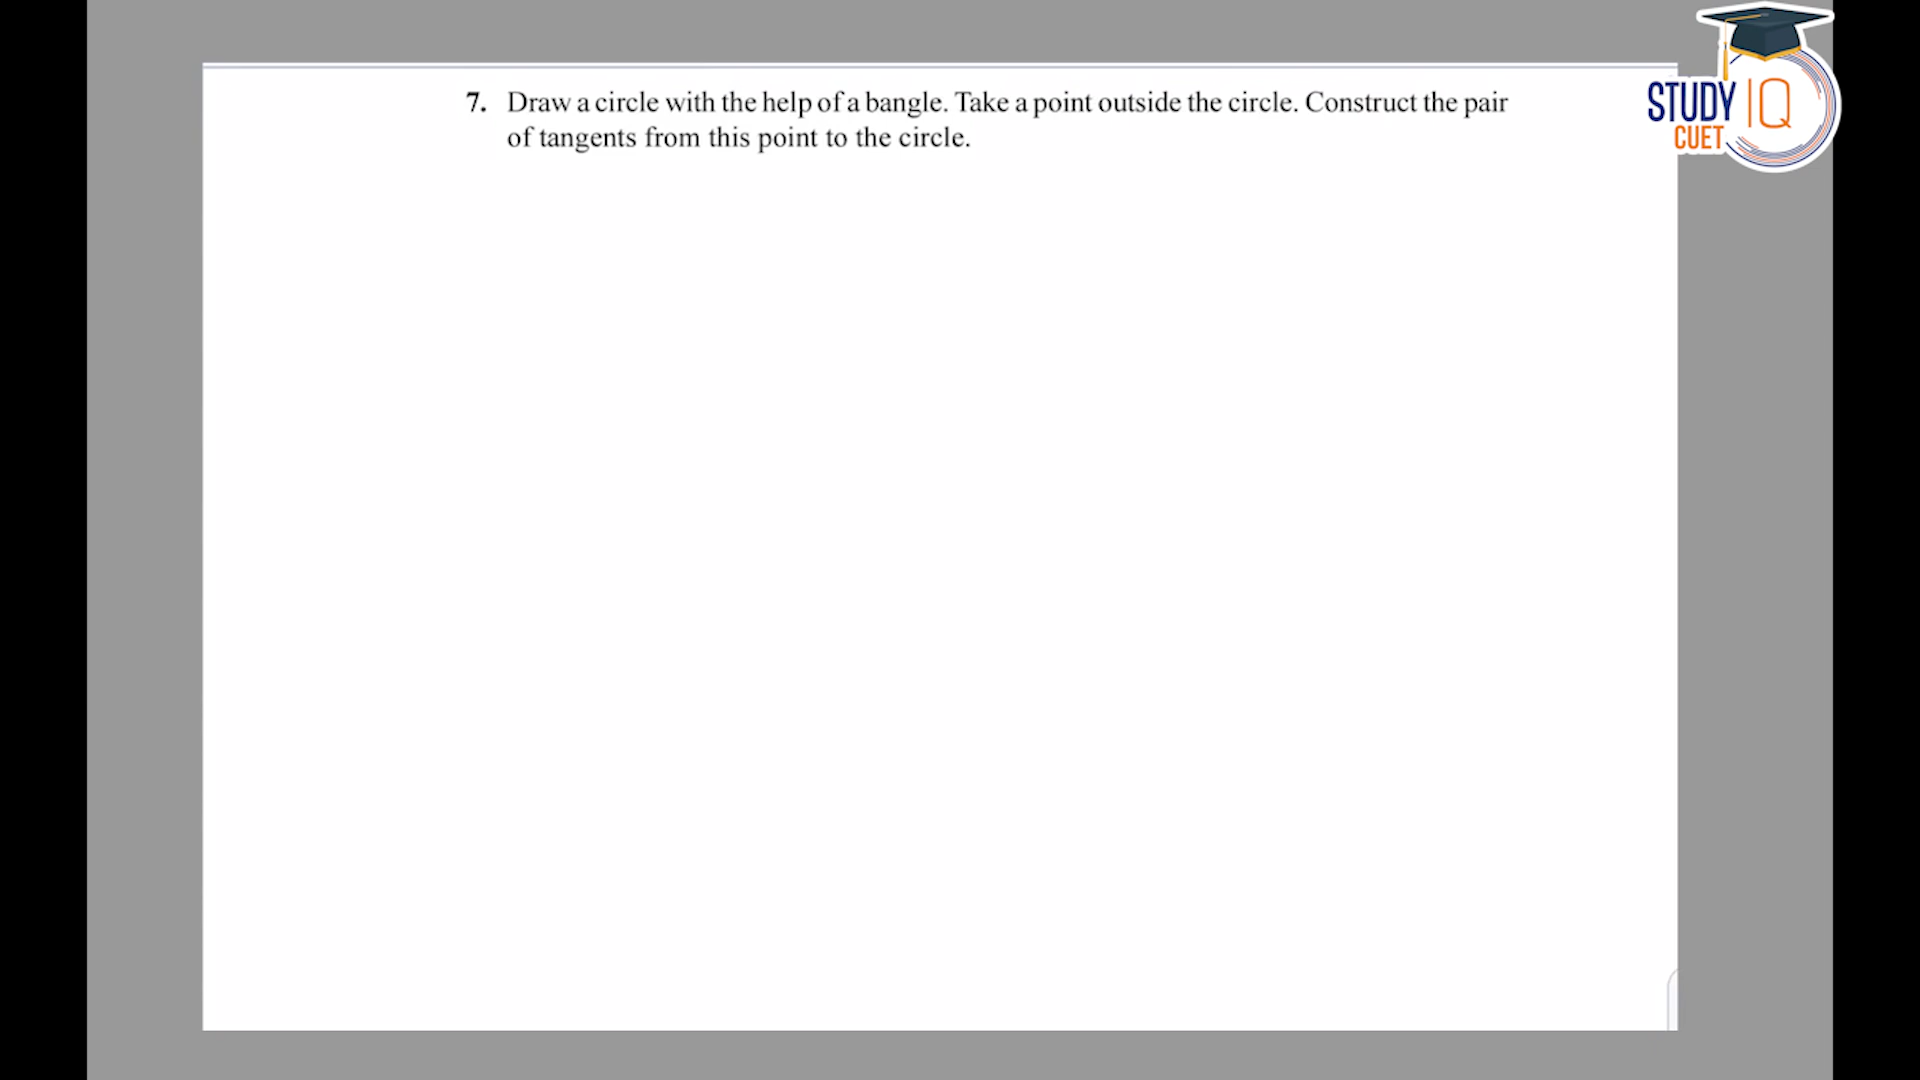 7. Draw a circle with the help of a bangle. Take a point outside the circle. Construct the pair
of tangents from this point to the circle.
STUDY IQ
CUET